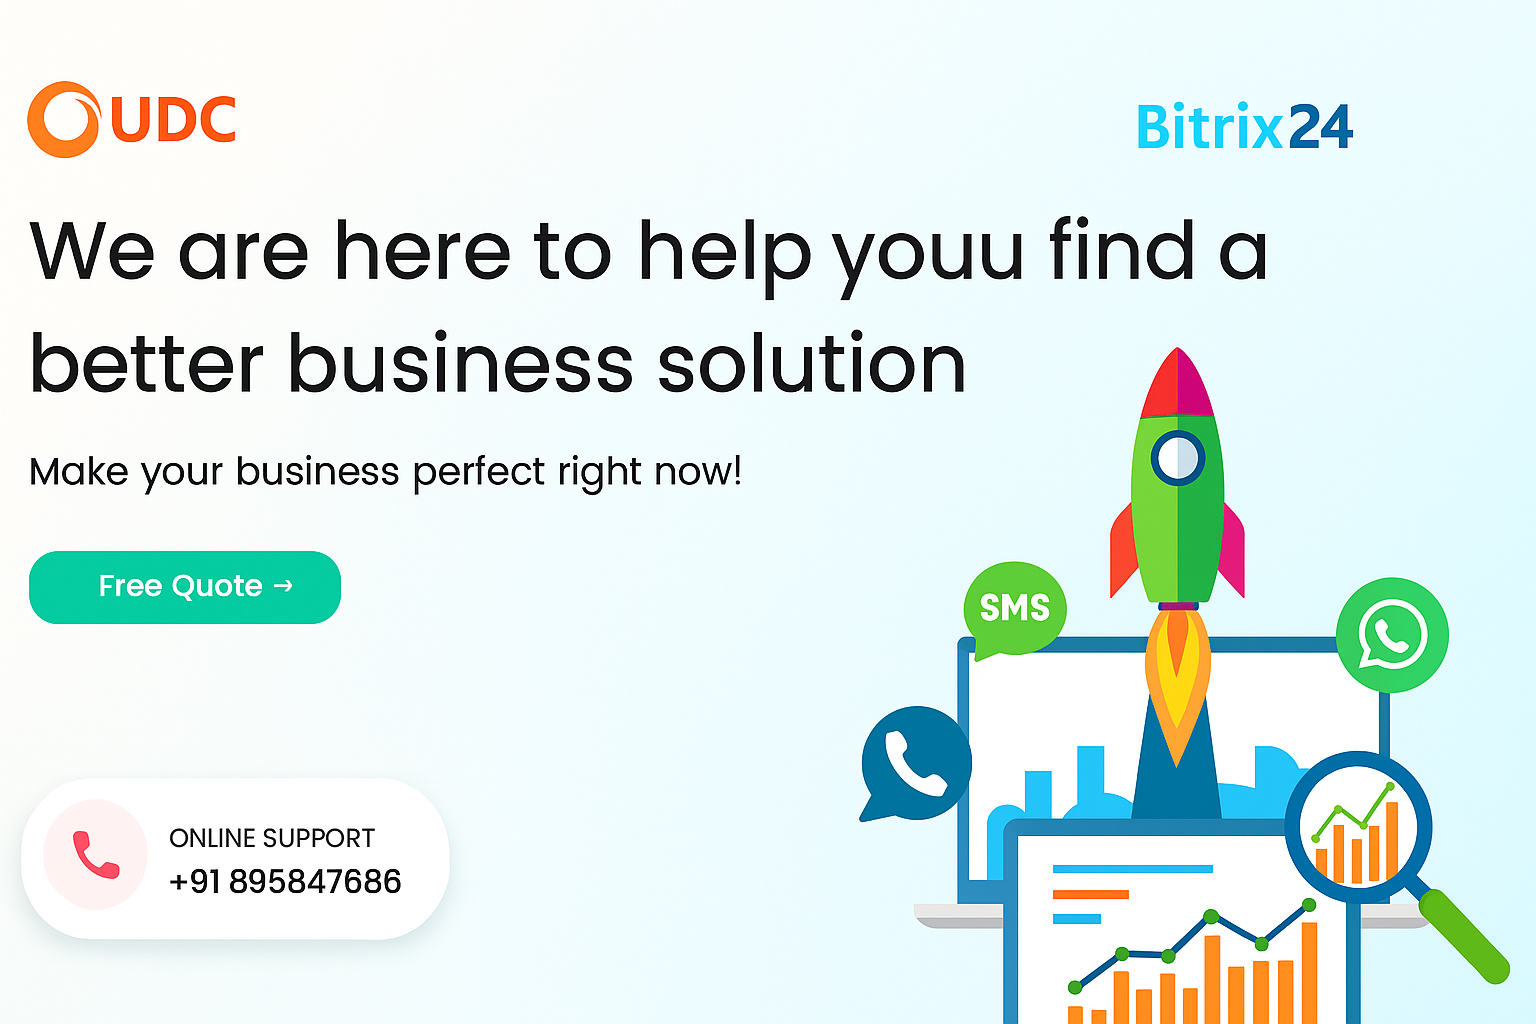 UDC
Bitrix24
We are here to help youu find a
better business solution
Make your business perfect right now!
Free Quote →
SMS
ONLINE SUPPORT
+91 895847686